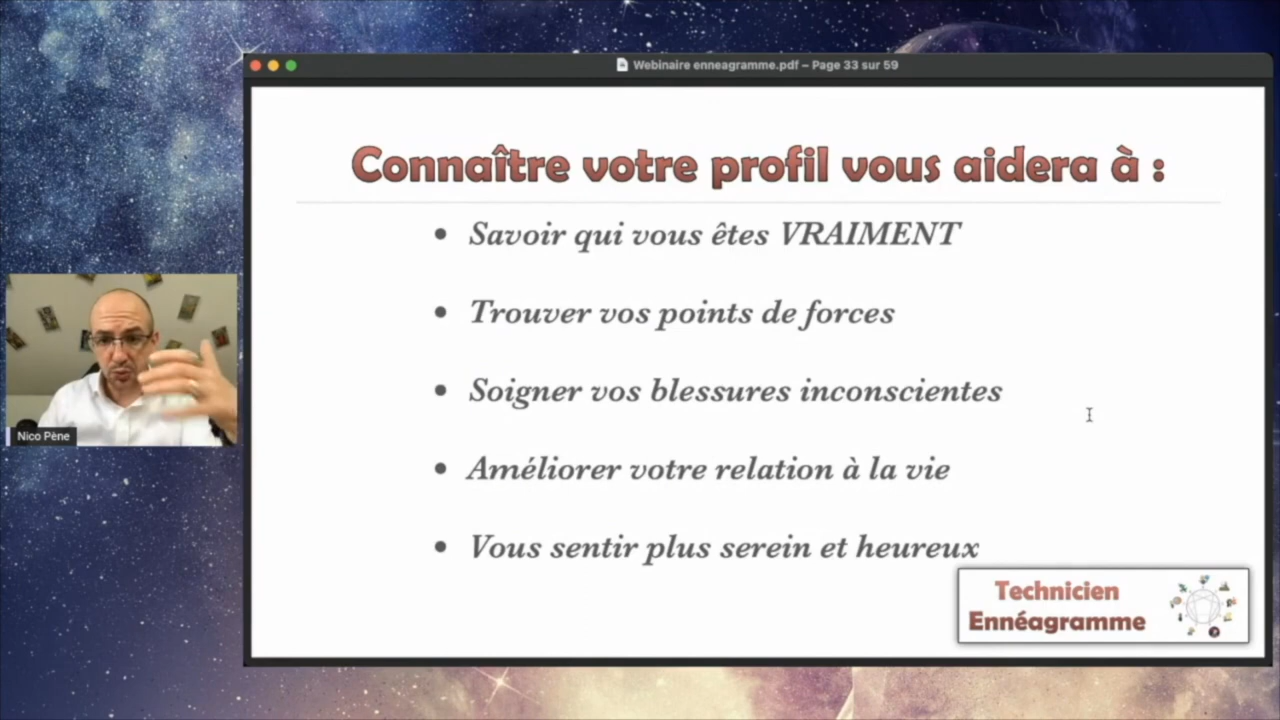 Webinaire enneagramme.pdf – Page 33 sur 59
Connaître votre profil vous aidera à :
• Savoir qui vous êtes VRAIMENT
• Trouver vos points de forces
• Soigner vos blessures inconscientes
• Améliorer votre relation à la vie
• Vous sentir plus serein et heureux
Technicien
Ennéagramme
Nico Pène